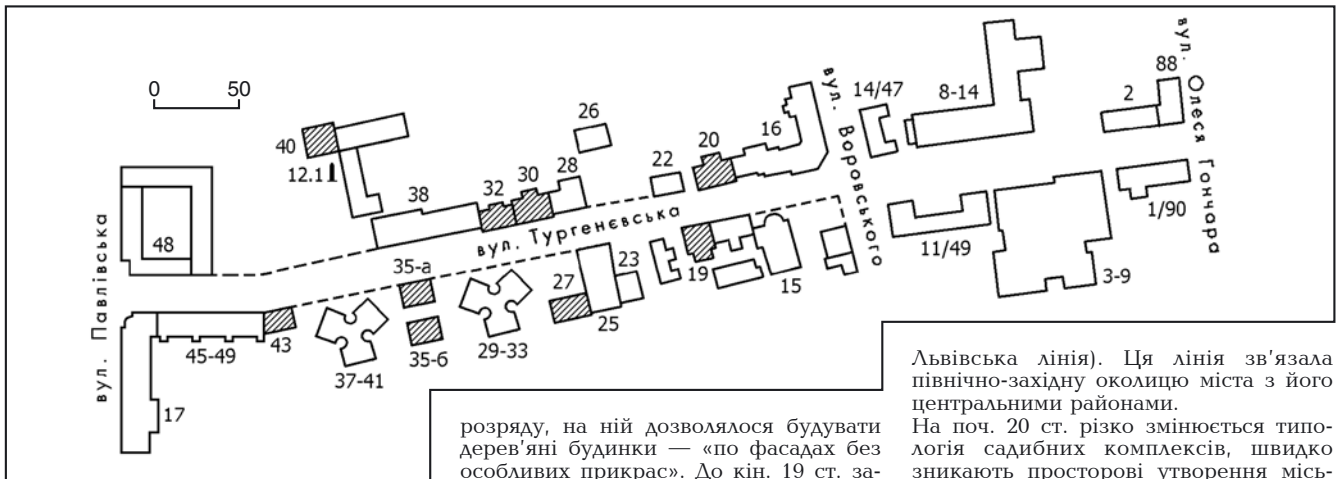 вул. Олеся Гончара
88
2
8-14
14/47
вул. Воровського
16
20
22
26
28
30
32
38
40
12.1
0 50
вул. Тургенєвська
48
вул. Павлівська
17
45-49
43
37-41
35-а
35-б
29-33
27
25
23
19
15
11/49
3-9
1/90
розряду, на ній дозволялося будувати
дерев’яні будинки — «по фасадах без
особливих прикрас». До кін. 19 ст. за-
Львівська лінія). Ця лінія зв’язала
північно-західну околицю міста з його
центральними районами.
На поч. 20 ст. різко змінюється типо-
логія садибних комплексів, швидко
зникають просторові утворення місь-